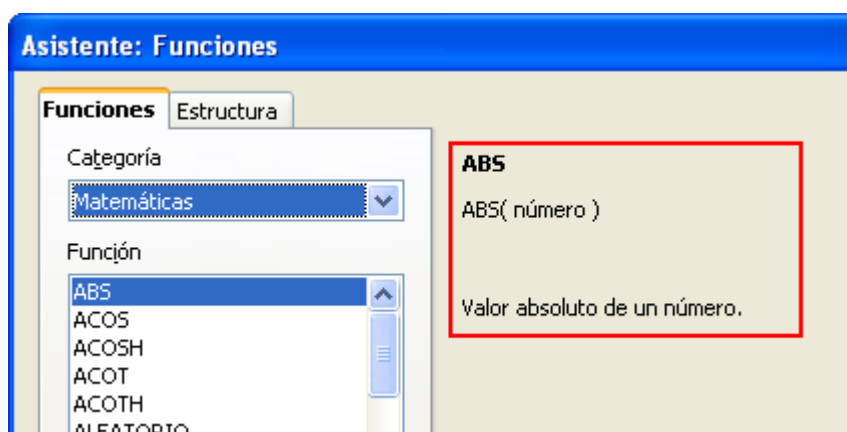 Asistente: Funciones
Funciones Estructura
Categoría
Matemáticas
Función
ABS
ACOS
ACOSH
ACOT
ACOTH
ALEATORIO
ABS
ABS( número )
Valor absoluto de un número.